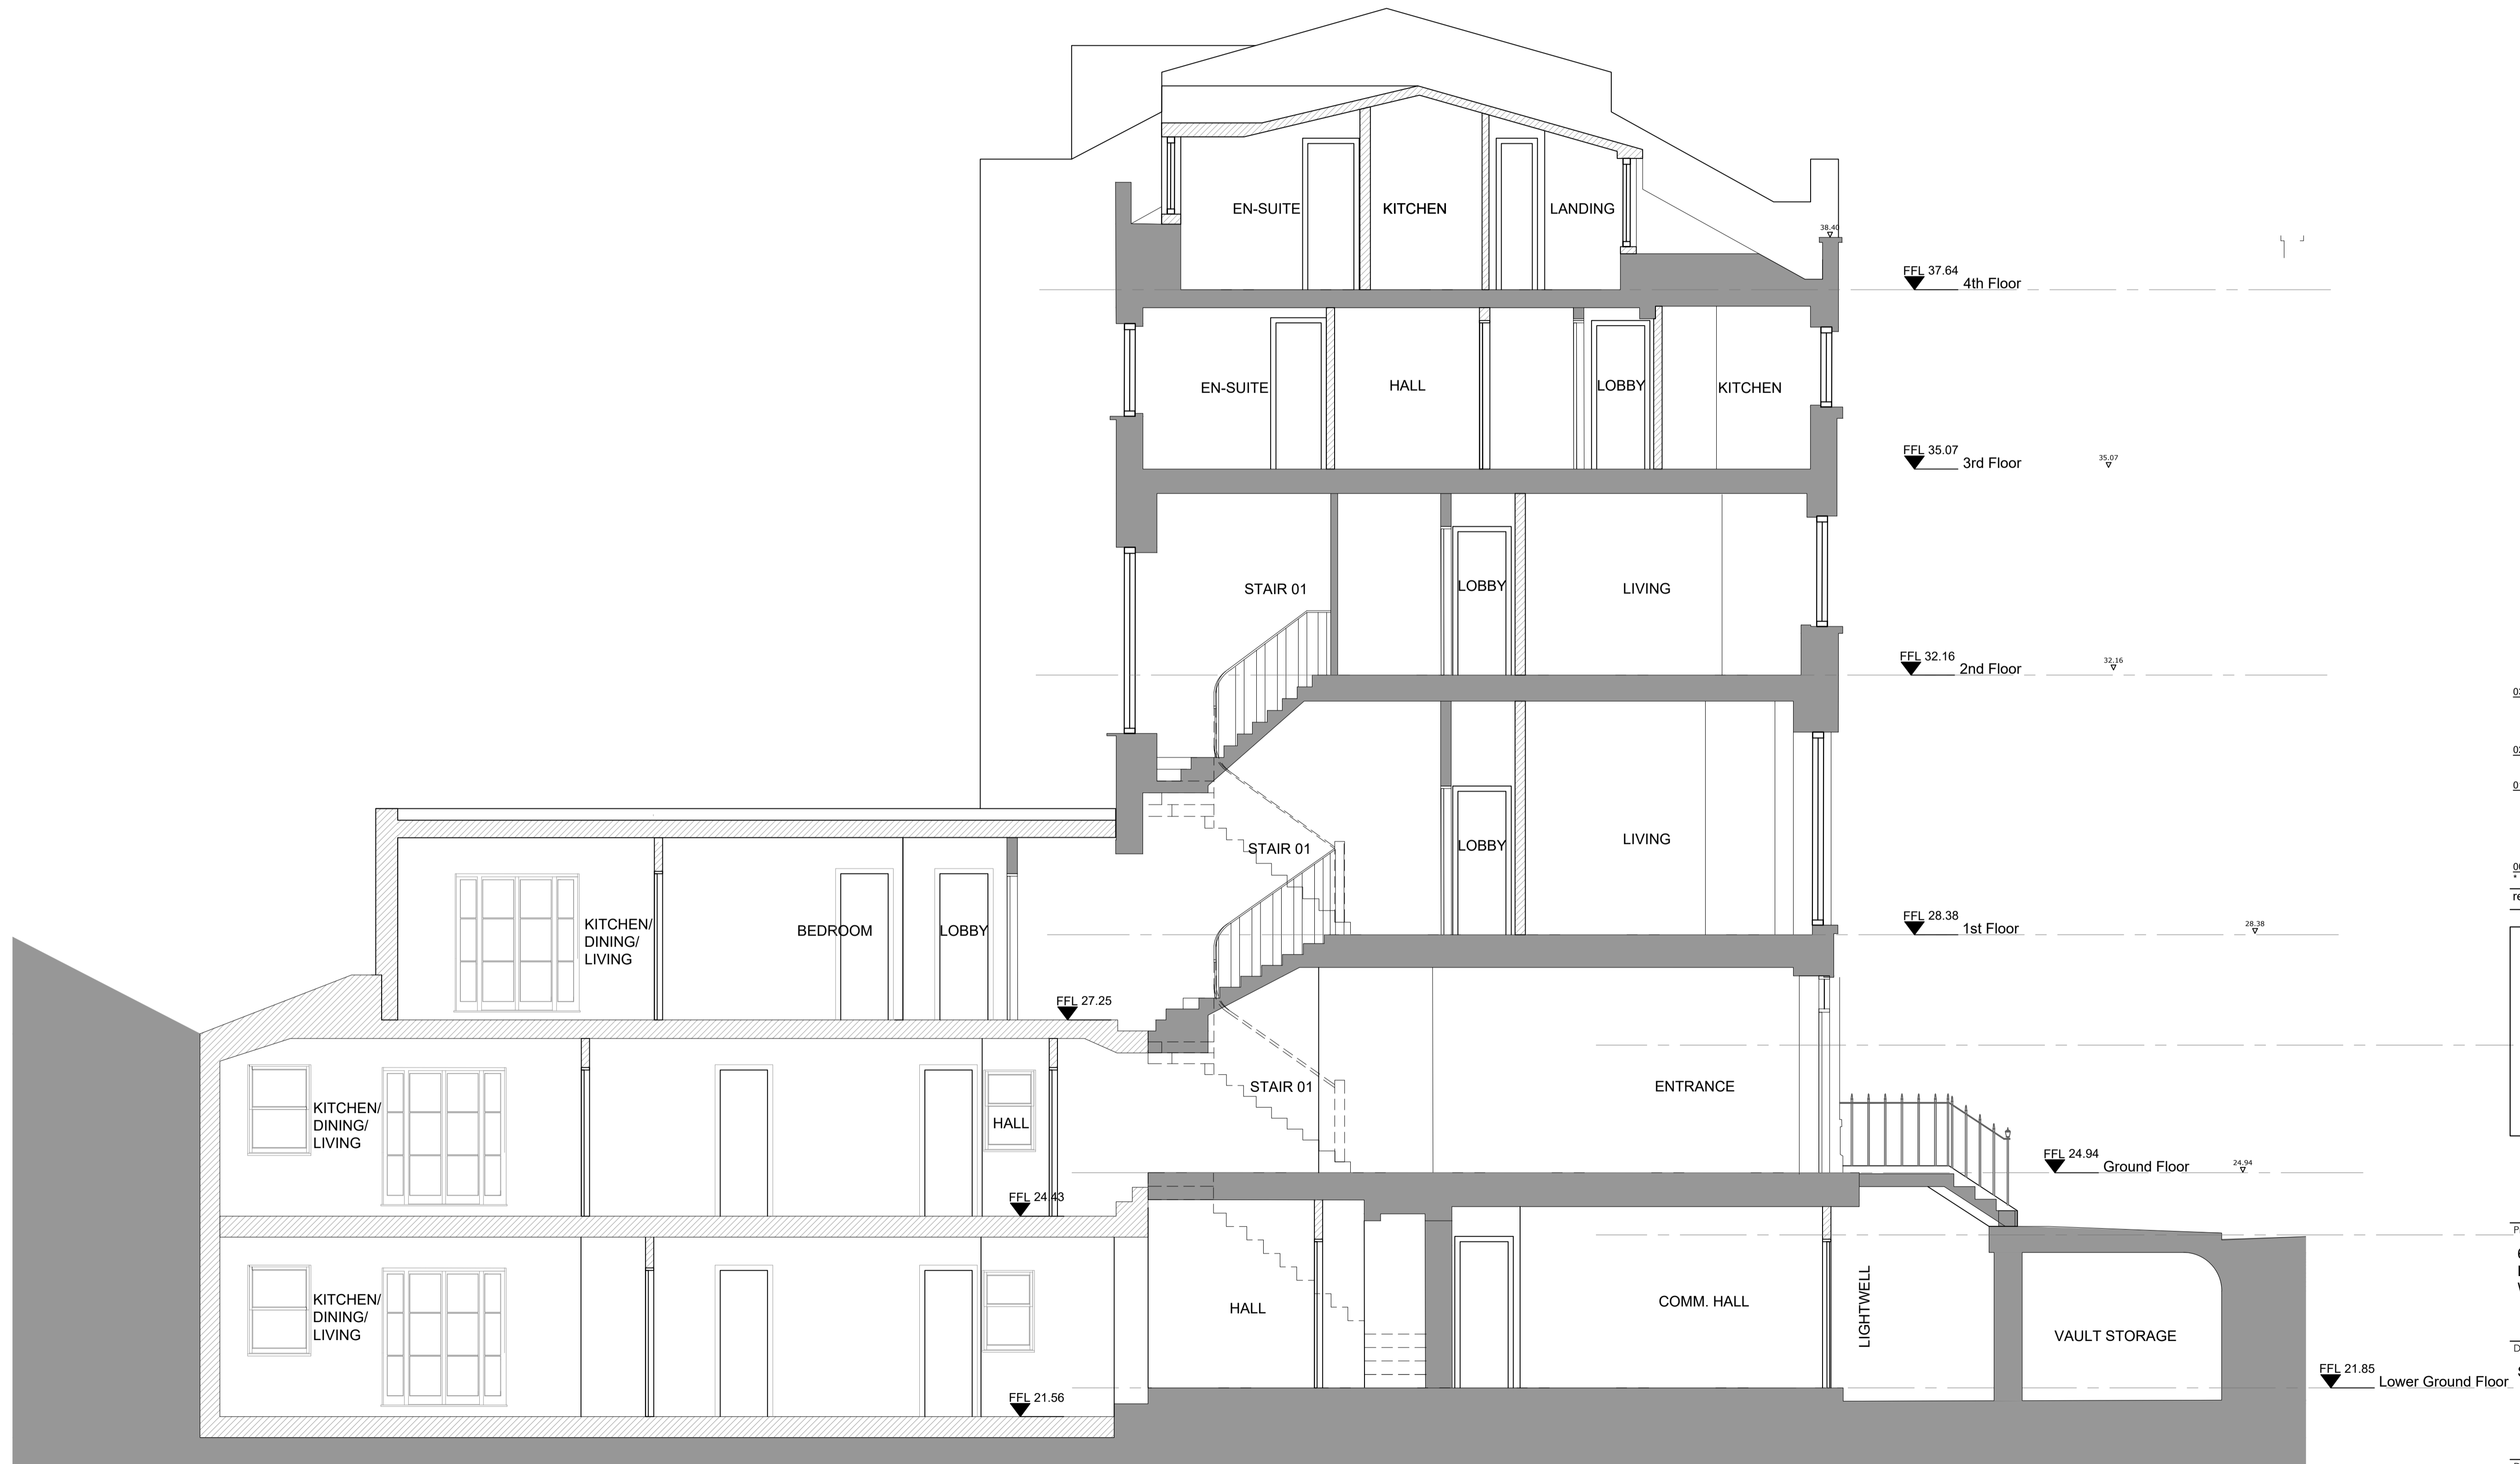 EN-SUITE
KITCHEN
LANDING
38.40
FFL 37.64
4th Floor
EN-SUITE
HALL
LOBBY
KITCHEN
FFL 35.07
3rd Floor
35.07
STAIR 01
LOBBY
LIVING
FFL 32.16
2nd Floor
32.16
STAIR 01
LOBBY
LIVING
KITCHEN/
DINING/
LIVING
BEDROOM
LOBBY
FFL 28.38
1st Floor
28.38
FFL 27.25
KITCHEN/
DINING/
LIVING
HALL
STAIR 01
ENTRANCE
FFL 24.43
FFL 24.94
Ground Floor
24.94
KITCHEN/
DINING/
LIVING
HALL
COMM. HALL
LIGHTWELL
VAULT STORAGE
FFL 21.56
FFL 21.85
Lower Ground Floor